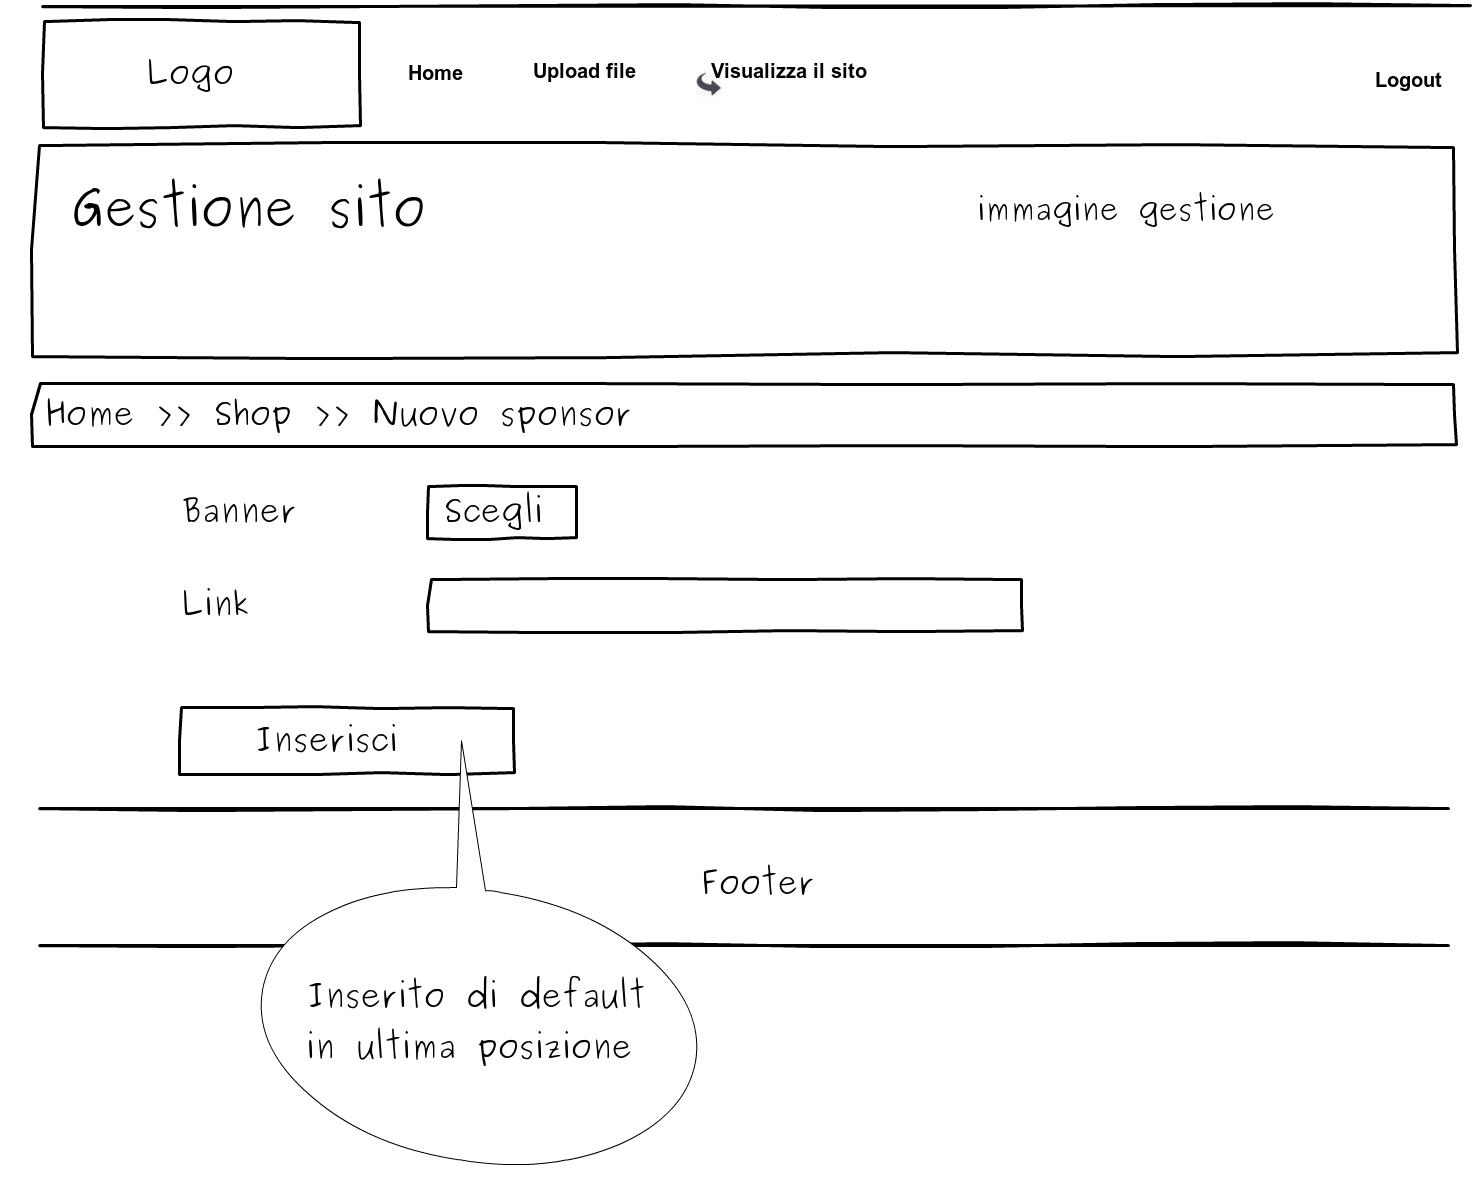 Logo
Home
Upload file
Visualizza il sito
Logout
Gestione sito
immagine gestione
Home >> Shop >> Nuovo sponsor
Banner
Scegli
Link
Inserisci
Footer
Inserito di default
in ultima posizione